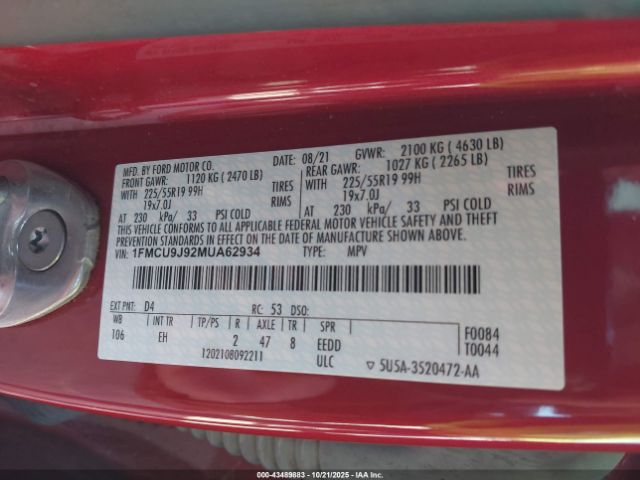 MFD. BY FORD MOTOR CO.
DATE: 08/21 GVWR: 2100 KG ( 4630 LB)
FRONT GAWR: 1120 KG ( 2470 LB) REAR GAWR: 1027 KG ( 2265 LB)
WITH 225/55R19 99H TIRES WITH 225/55R19 99H TIRES
19x7.0J RIMS 19x7.0J RIMS
AT 230 kPa/ 33 PSI COLD AT 230 kPa/ 33 PSI COLD
THIS VEHICLE CONFORMS TO ALL APPLICABLE FEDERAL MOTOR VEHICLE SAFETY AND THEFT
PREVENTION STANDARDS IN EFFECT ON THE DATE OF MANUFACTURE SHOWN ABOVE.
VIN: 1FMCU9J92MUA62934 TYPE: MPV
EXT PNT: D4 RC: 53 DSO:
WB INT TR TP/PS R AXLE TR SPR F0084
106 EH 2 47 8 EEDD T0044
1202108092211 ULC ▽ 5U5A-3520472-AA
000-43489883 - 10/21/2025 - IAAI, Inc.